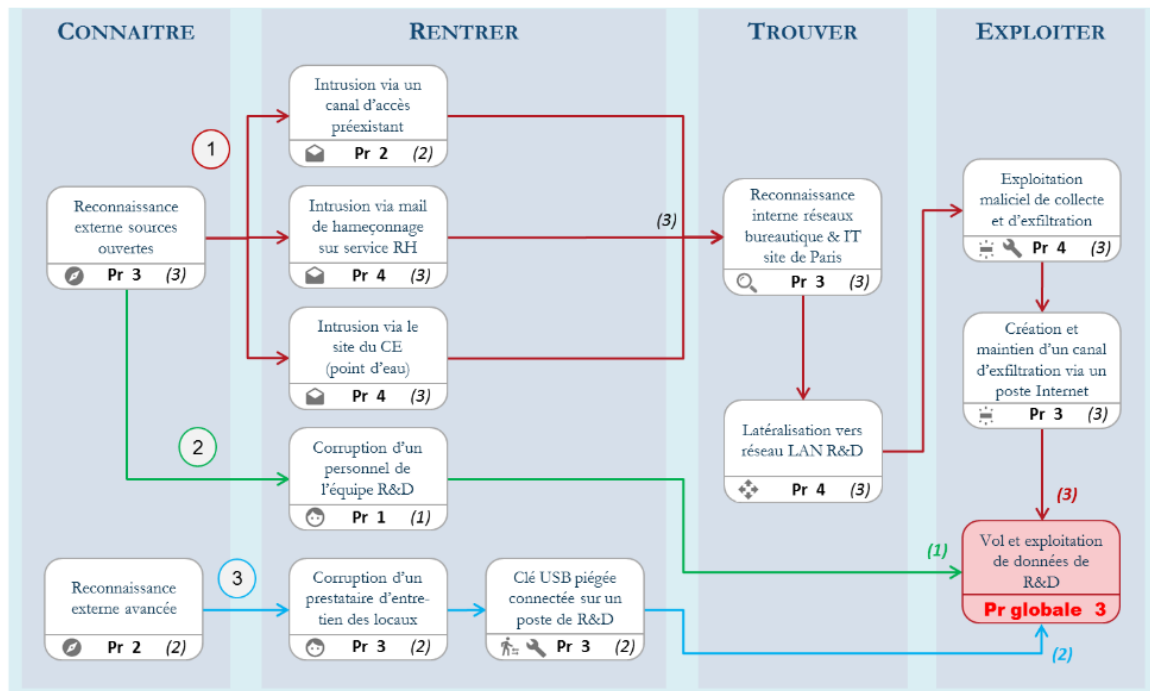 CONNAITRE
RENTRER
TROUVER
EXPLOITER
1
Reconnaissance
externe sources
ouvertes
Pr 3 (3)
Intrusion via un
canal d'accès
préexistant
Pr 2 (2)
Intrusion via mail
de hameçonnage
sur service RH
Pr 4 (3)
Intrusion via le
site du CE
(point d'eau)
Pr 4 (3)
(3)
Reconnaissance
interne réseaux
bureautique & IT
site de Paris
Pr 3 (3)
Latéralisation vers
réseau LAN R&D
Pr 4 (3)
Exploitation
maliciel de collecte
et d'exfiltration
Pr 4 (3)
Création et
maintien d'un canal
d'exfiltration via un
poste Internet
Pr 3 (3)
(3)
2
Corruption d'un
personnel de
l'équipe R&D
Pr 1 (1)
(1)
Vol et exploitation
de données de
R&D
Pr globale 3
Reconnaissance
externe avancée
Pr 2 (2)
3
Corruption d'un
prestataire d'entre-
tien des locaux
Pr 3 (2)
Clé USB piégée
connectée sur un
poste de R&D
Pr 3 (2)
(2)